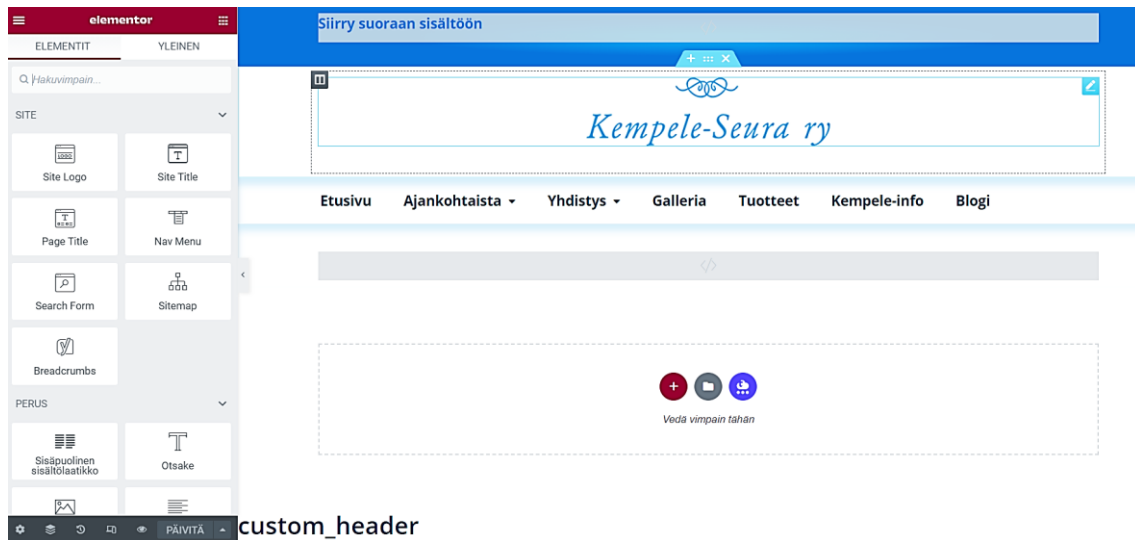 elementor
ELEMENTIT YLEINEN
Hakuvimpain...
SITE
Site Logo Site Title
Page Title Nav Menu
Search Form Sitemap
Breadcrumbs
PERUS
Sisäpuolinen
sisältölaatikko
Otsake
PÄIVITÄ
Siirry suoraan sisältöön
Kempele-Seura ry
Etusivu Ajankohtaista Yhdistys Galleria Tuotteet Kempele-info Blogi
Vedä vimpain tähän
custom_header